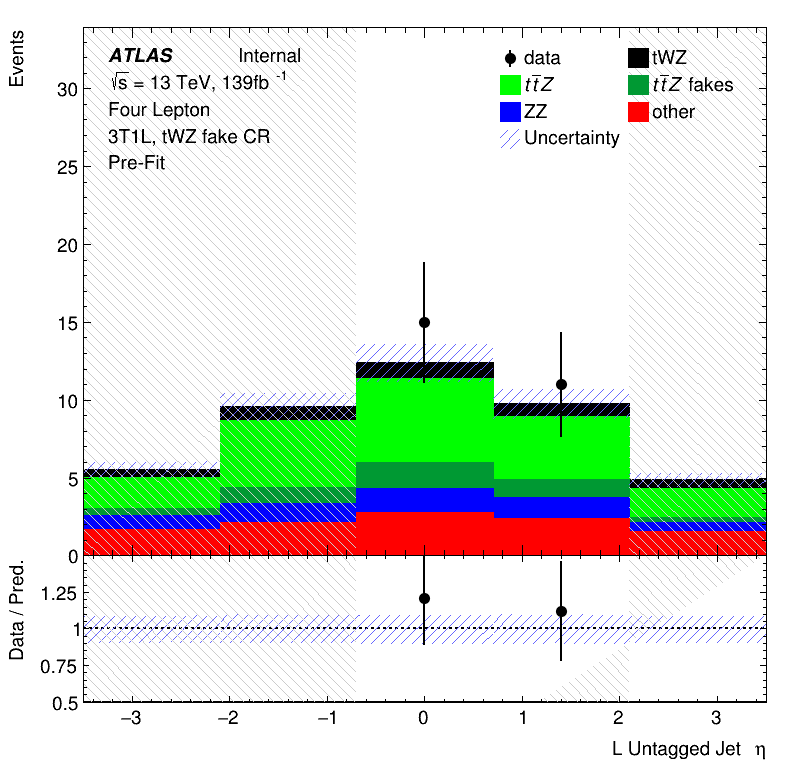 Events
ATLAS Internal
√s = 13 TeV, 139fb⁻¹
Four Lepton
3T1L, tWZ fake CR
Pre-Fit
data
tWZ
tt̄Z
tt̄Z fakes
ZZ
other
Uncertainty
30
25
20
15
10
5
0
Data / Pred.
1.25
1
0.75
0.5
−3 −2 −1 0 1 2 3
L Untagged Jet η